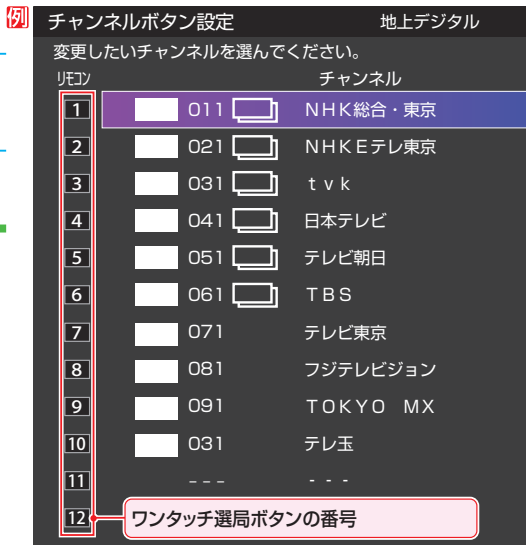 例
チャンネルボタン設定 地上デジタル
変更したいチャンネルを選んでください。
リモコン チャンネル
1 011 NHK総合・東京
2 021 NHKEテレ東京
3 031 tvk
4 041 日本テレビ
5 051 テレビ朝日
6 061 TBS
7 071 テレビ東京
8 081 フジテレビジョン
9 091 TOKYO MX
10 031 テレ玉
11 --- ---
12 ワンタッチ選局ボタンの番号